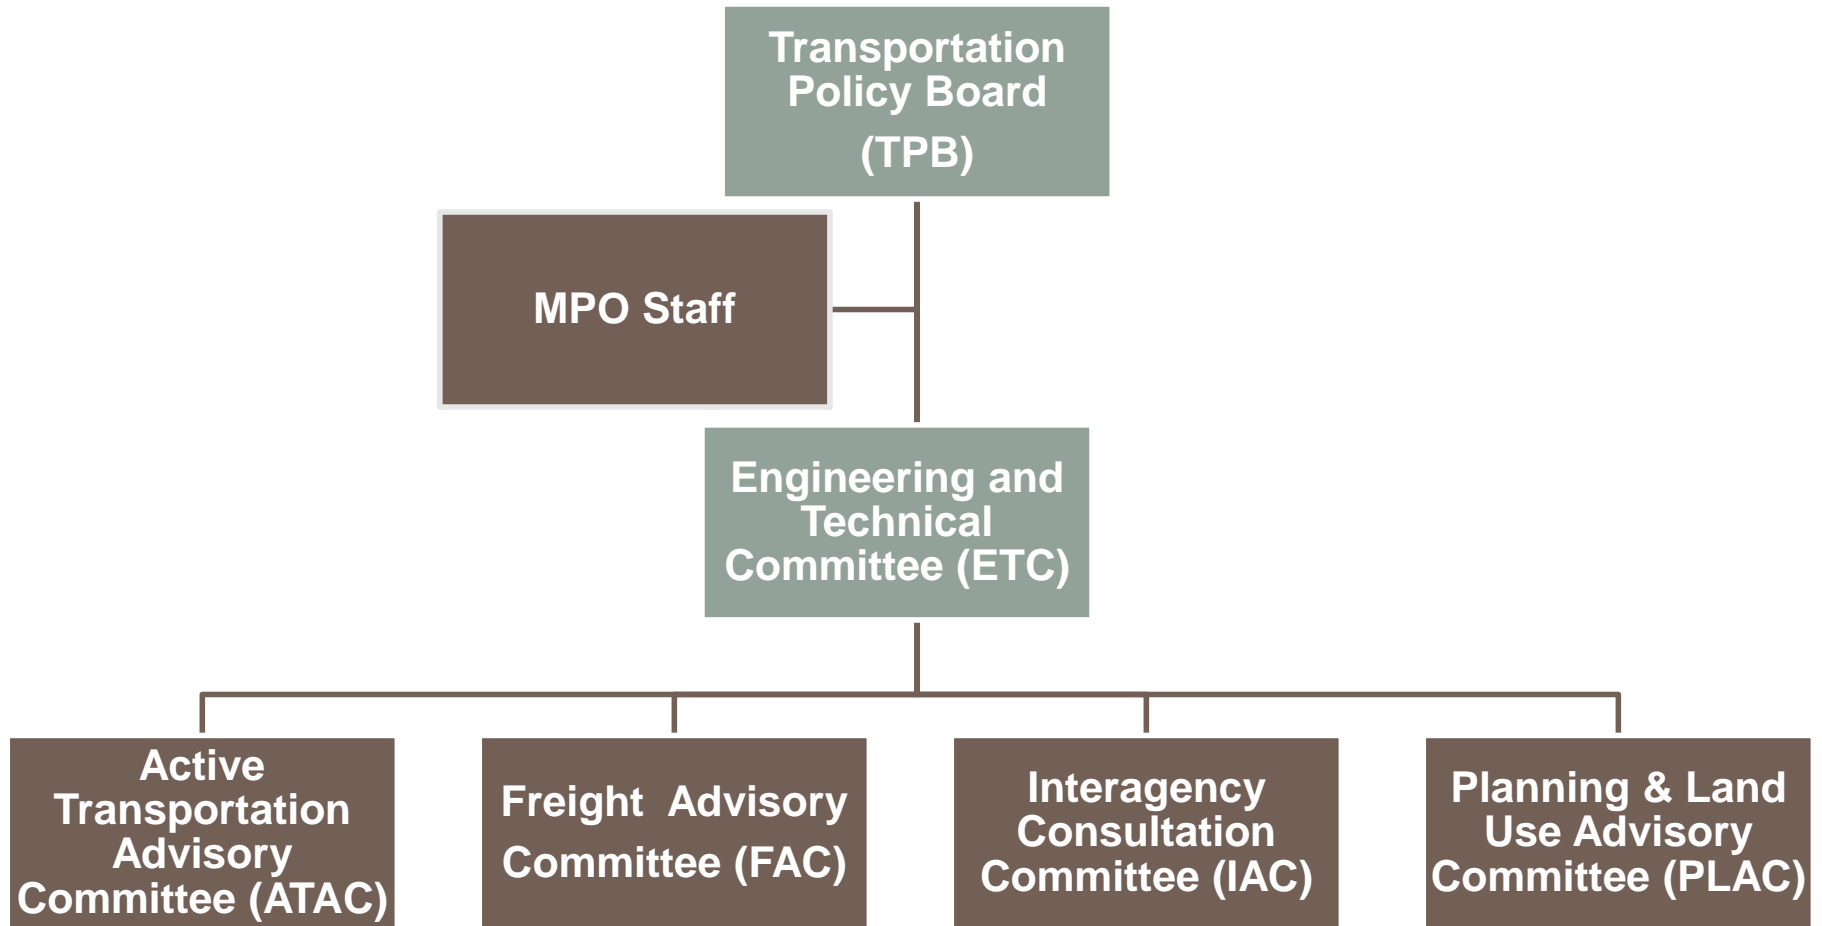 Transportation
Policy Board
(TPB)
MPO Staff
Engineering and
Technical
Committee (ETC)
Active
Transportation
Advisory
Committee (ATAC)
Freight  Advisory
Committee (FAC)
Interagency
Consultation
Committee (IAC)
Planning & Land
Use Advisory
Committee (PLAC)